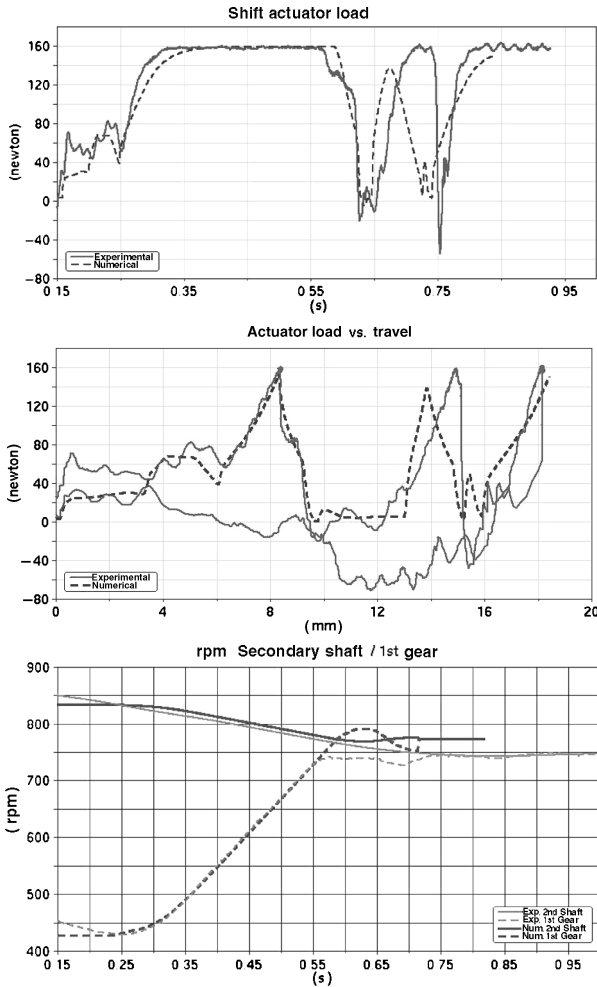 Shift actuator load
160
120
80
40
0
−40
−80
(newton)
Experimental
Numerical
0 15 0.35 0 55 0.75 0 95
(s)
Actuator load vs. travel
160
120
80
40
0
−40
−80
(newton)
Experimental
Numerical
0 4 8 12 16 20
(mm)
rpm Secondary shaft / 1st gear
900
800
700
600
500
400
(rpm)
Exp. 2nd Shaft
Exp. 1st Gear
Num. 2nd Shaft
Num. 1st Gear
0 15 0 25 0 35 0 45 0 55 0 65 0 75 0 85 0 95
(s)